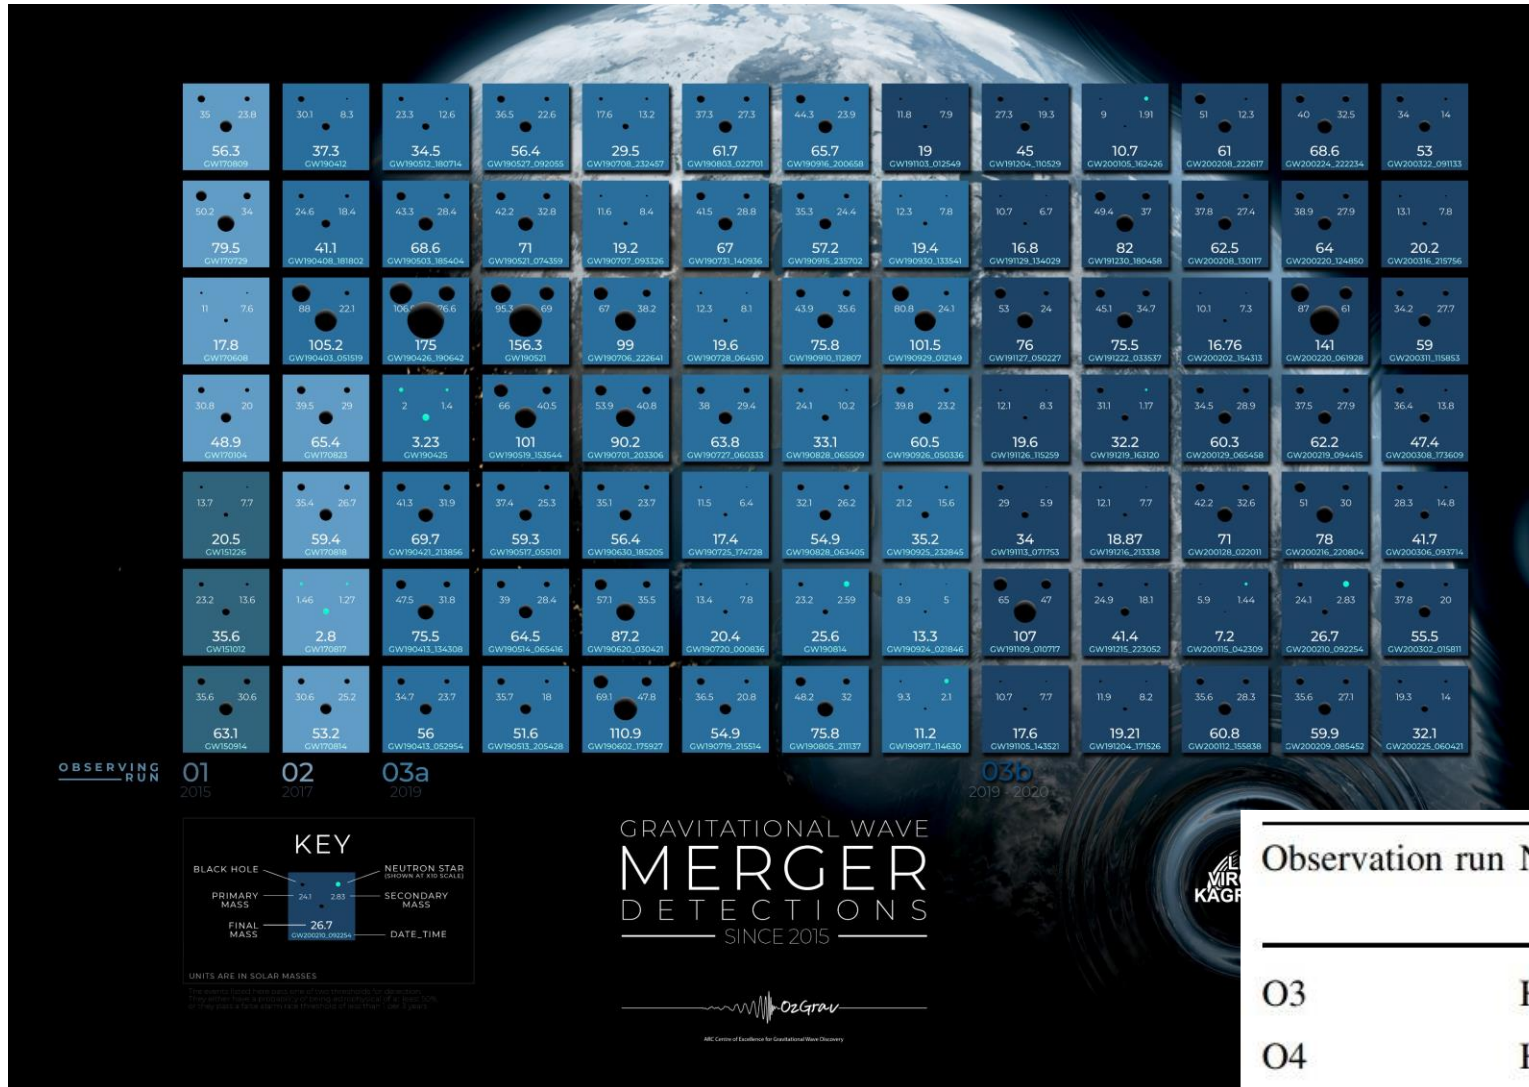 35 23.8 30.1 8.3 23.3 12.6 36.5 22.6 17.6 13.2 37.3 27.3 44.3 23.9 11.8 7.9 27.3 19.3 9 1.91 51 12.3 40 32.5 34 14
56.3 37.3 34.5 56.4 29.5 61.7 65.7 19 45 10.7 61 68.6 53
GW170809 GW190412 GW190512_180714 GW190527_092055 GW190708_232457 GW190803_022701 GW190916_200658 GW191103_012549 GW191204_110529 GW200105_162426 GW200208_222617 GW200224_222234 GW200322_091133
50.2 34 24.6 18.4 43.3 28.4 42.2 32.8 11.6 8.4 41.5 28.8 35.3 24.4 12.3 7.8 10.7 6.7 49.4 37 37.8 27.4 38.9 27.9 13.1 7.8
79.5 41.1 68.6 71 19.2 67 57.2 19.4 16.8 82 62.5 64 20.2
GW170729 GW190408_181802 GW190503_185404 GW190521_074359 GW190707_093326 GW190731_140936 GW190915_235702 GW190930_133541 GW191129_134029 GW191230_180458 GW200208_130117 GW200220_124850 GW200316_215756
11 7.6 88 22.1 76.6 95.3 69 67 38.2 12.3 8.1 43.9 35.6 80.8 24.1 53 24 45.1 34.7 10.1 7.3 87 61 34.2 27.7
17.8 105.2 175 156.3 99 19.6 75.8 101.5 76 75.5 16.76 141 59
GW170608 GW190403_051519 GW190426_190642 GW190521 GW190706_222641 GW190728_064510 GW190910_112807 GW190929_012149 GW191127_050227 GW191222_033537 GW200202_154313 GW200220_061928 GW200311_115853
30.8 20 39.5 29 2 1.4 66 40.5 53.9 40.8 38 29.4 24.1 10.2 39.8 23.2 12.1 8.3 31.1 1.17 34.5 28.9 37.5 27.9 36.4 13.8
48.9 65.4 3.23 101 90.2 63.8 33.1 60.5 19.6 32.2 60.3 62.2 47.4
GW170104 GW170823 GW190425 GW190519_153544 GW190701_203306 GW190727_060333 GW190828_065509 GW190926_050336 GW191126_115259 GW191219_163120 GW200129_065458 GW200219_094415 GW200308_173609
13.7 7.7 35.4 26.7 41.3 31.9 37.4 25.3 35.1 23.7 11.5 6.4 32.1 26.2 21.2 15.6 29 5.9 12.1 7.7 42.2 32.6 51 30 28.3 14.8
20.5 59.4 69.7 59.3 56.4 17.4 54.9 35.2 34 18.87 71 78 41.7
GW151226 GW170818 GW190421_213856 GW190517_055101 GW190630_185205 GW190725_174728 GW190828_063405 GW190925_232845 GW191113_071753 GW191216_213338 GW200128_022011 GW200216_220804 GW200306_093714
23.2 13.6 1.46 1.27 47.5 31.8 39 28.4 57.1 35.5 13.4 7.8 23.2 2.59 8.9 5 65 47 24.9 18.1 5.9 1.44 24.1 2.83 37.8 20
35.6 2.8 75.5 64.5 87.2 20.4 25.6 13.3 107 41.4 7.2 26.7 55.5
GW151012 GW170817 GW190413_134308 GW190514_065416 GW190620_030421 GW190720_000836 GW190814 GW190924_021846 GW191109_010717 GW191215_223052 GW200115_042309 GW200210_092254 GW200302_015811
35.6 30.6 30.6 25.2 34.7 23.7 35.7 18 69.1 47.8 36.5 20.8 48.2 32 9.3 2.1 10.7 7.7 11.9 8.2 35.6 28.3 35.6 27.1 19.3 14
63.1 53.2 56 51.6 110.9 54.9 75.8 11.2 17.6 19.21 60.8 59.9 32.1
GW150914 GW170814 GW190413_052954 GW190513_205428 GW190602_175927 GW190719_215514 GW190805_211137 GW190917_114630 GW191105_143521 GW191204_171526 GW200112_155838 GW200209_085452 GW200225_060421
OBSERVING
RUN
01 02 03a 03b
2015 2017 2019 2019 - 2020
KEY
BLACK HOLE
NEUTRON STAR
(SHOWN AT X10 SCALE)
PRIMARY
MASS
24.1 2.83
SECONDARY
MASS
FINAL
MASS
26.7
GW200210_092254
DATE_TIME
UNITS ARE IN SOLAR MASSES
GRAVITATIONAL WAVE
MERGER
DETECTIONS
SINCE 2015
OzGrav
ARC Centre of Excellence for Gravitational Wave Discovery
Observation run
O3
O4